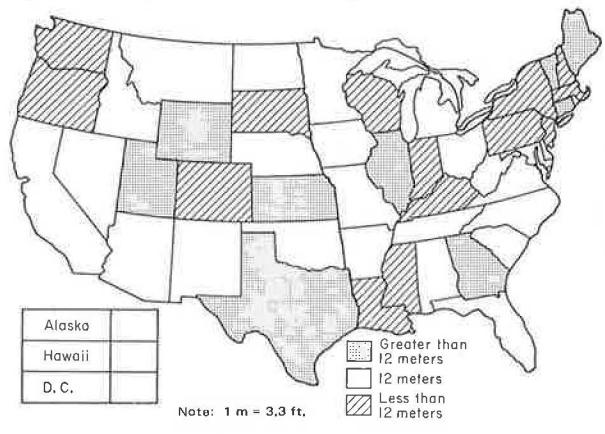 Alaska
Hawaii
D. C.
Greater than
12 meters
12 meters
Less than
12 meters
Note: 1 m = 3.3 ft.